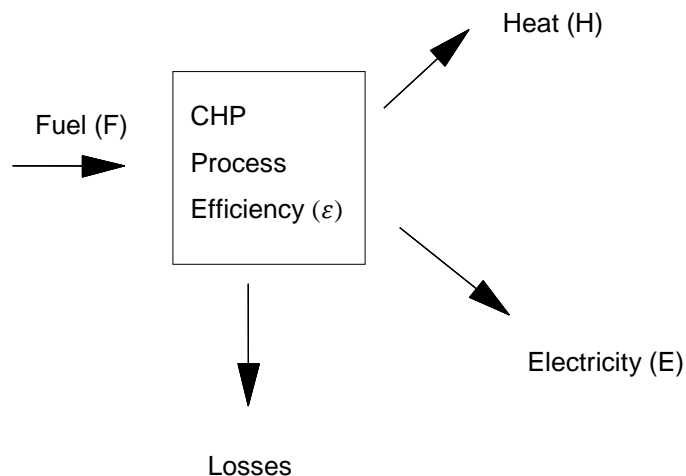 Heat (H)
Fuel (F)
CHP
Process
Efficiency (ε)
Electricity (E)
Losses